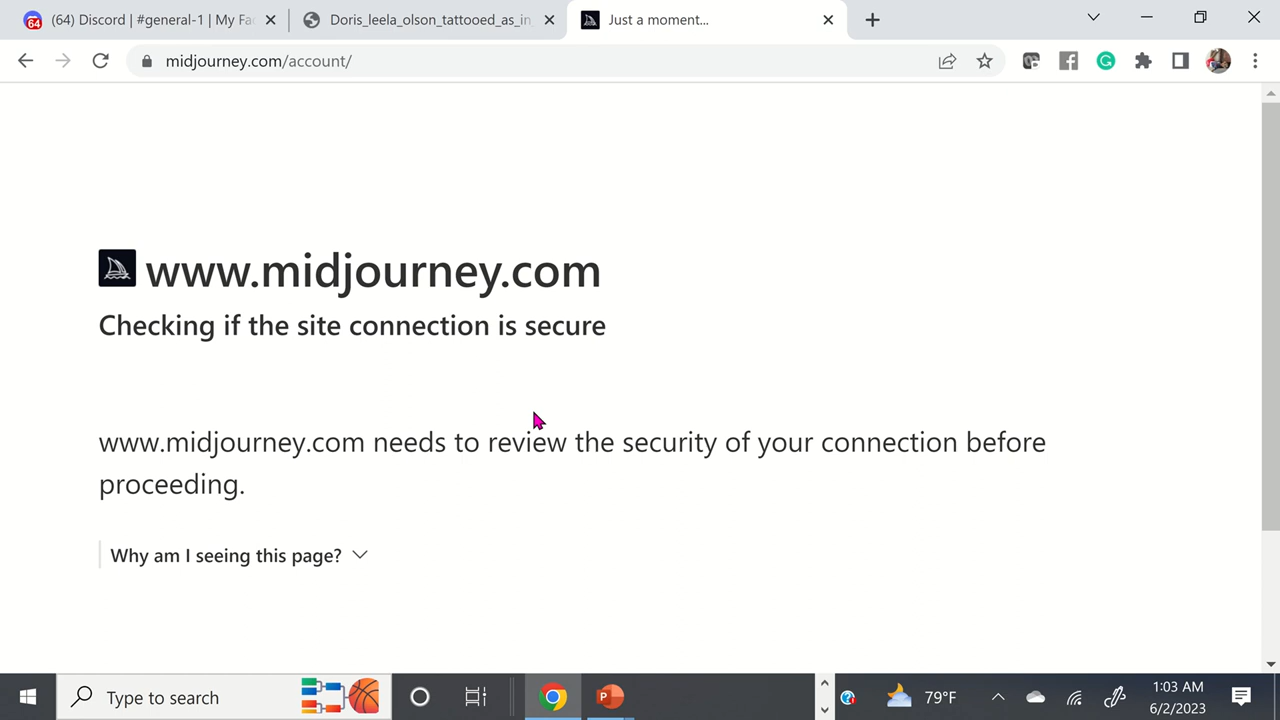 64
(64) Discord | #general-1 | My Fa
Doris_leela_olson_tattooed_as_in
Just a moment...
midjourney.com/account/
www.midjourney.com
Checking if the site connection is secure
www.midjourney.com needs to review the security of your connection before
proceeding.
Why am I seeing this page?
Type to search
79°F
1:03 AM
6/2/2023